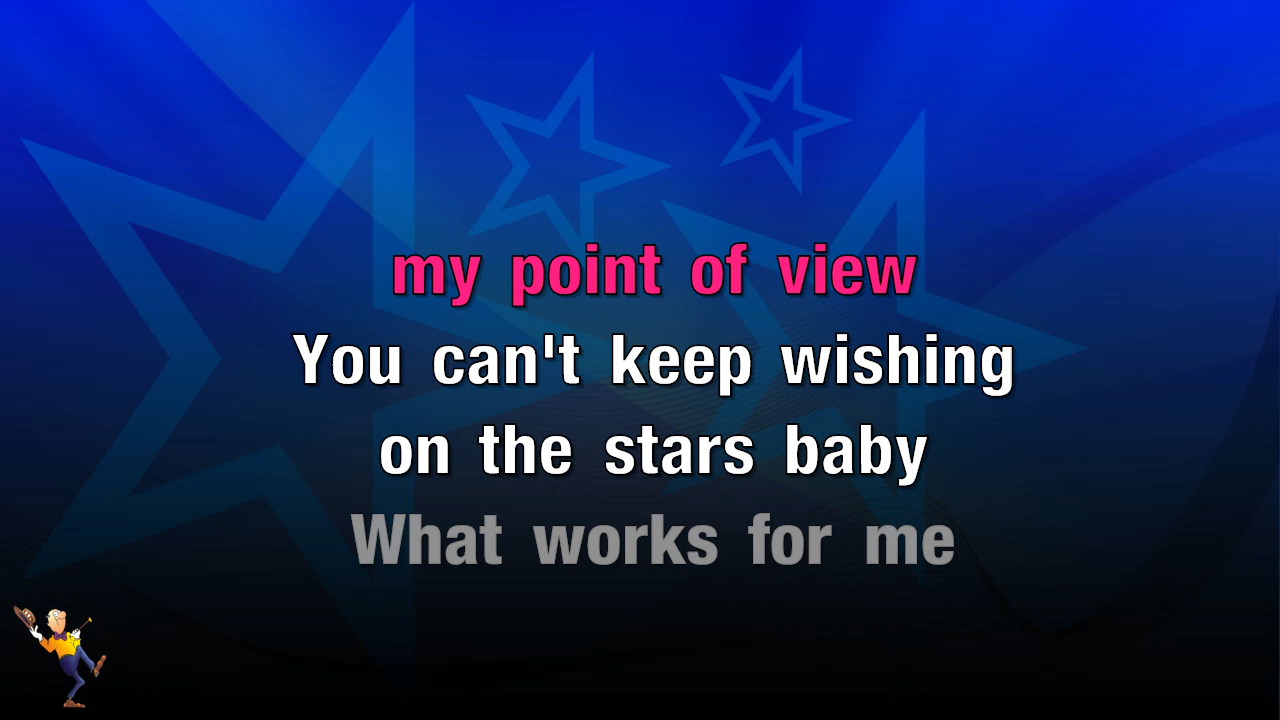 my point of view
You can't keep wishing
on the stars baby
What works for me